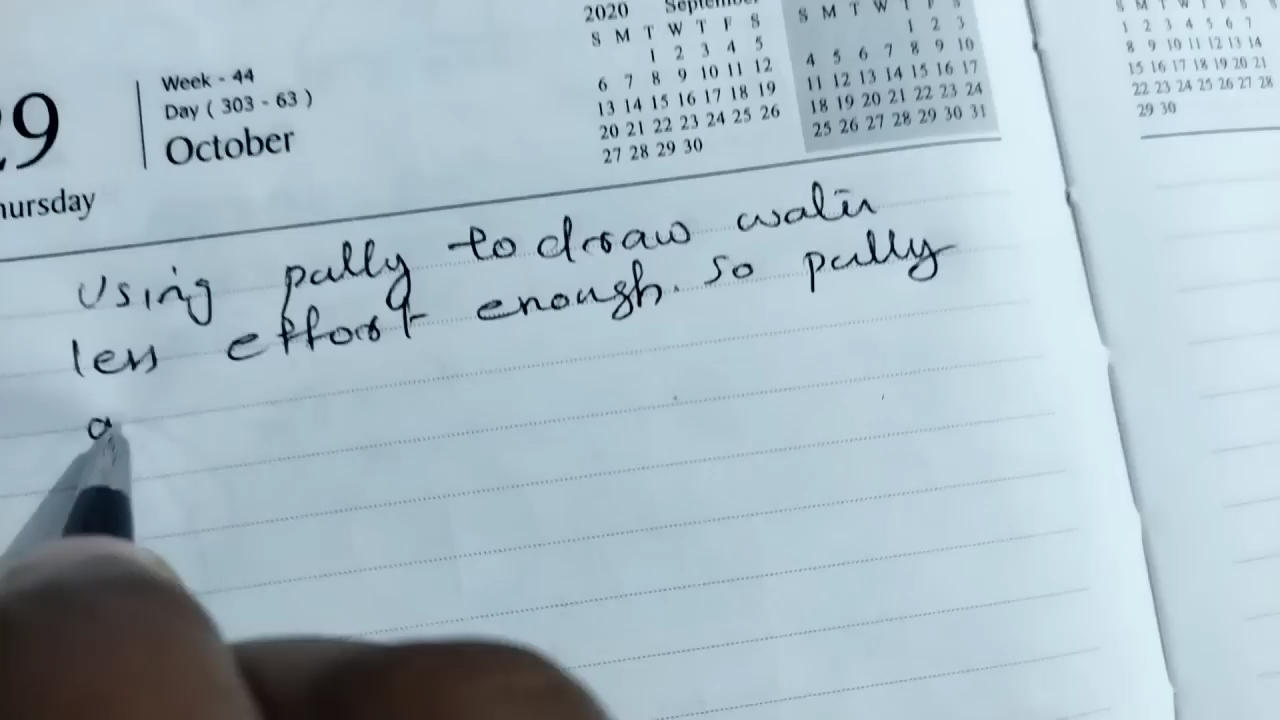 2020 September
S M T W T F S
1 2 3 4 5
6 7 8 9 10 11 12
13 14 15 16 17 18 19
20 21 22 23 24 25 26
27 28 29 30
S M T W T F S
1 2 3
4 5 6 7 8 9 10
11 12 13 14 15 16 17
18 19 20 21 22 23 24
25 26 27 28 29 30 31
1 2 3 4 5 6 7
8 9 10 11 12 13 14
15 16 17 18 19 20 21
22 23 24 25 26 27 28
29 30
29
Week - 44
Day ( 303 - 63 )
October
hursday
Using pully to draw water
less effort enough. so pully
a